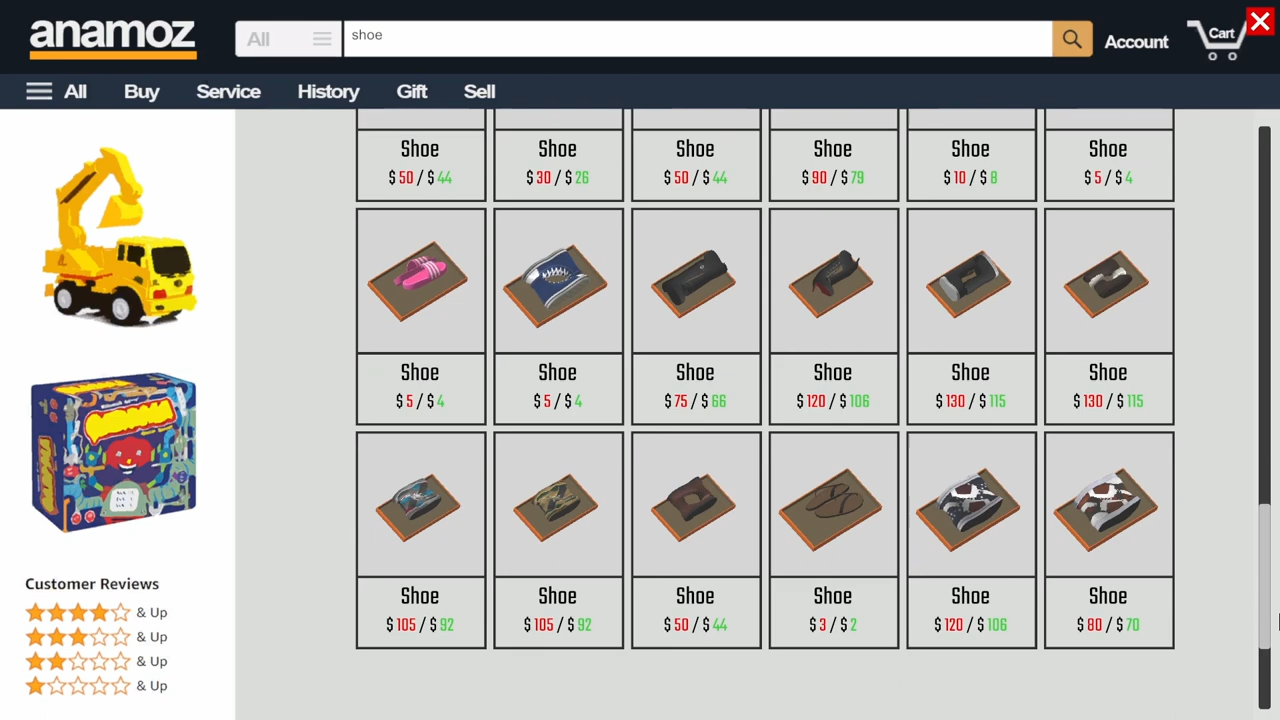 anamoz
All
shoe
Account
Cart
All Buy Service History Gift Sell
Shoe Shoe Shoe Shoe Shoe Shoe
$ 50 / $ 44 $ 30 / $ 26 $ 50 / $ 44 $ 90 / $ 79 $ 10 / $ 8 $ 5 / $ 4
Shoe Shoe Shoe Shoe Shoe Shoe
$ 5 / $ 4 $ 5 / $ 4 $ 75 / $ 66 $ 120 / $ 106 $ 130 / $ 115 $ 130 / $ 115
Shoe Shoe Shoe Shoe Shoe Shoe
$ 105 / $ 92 $ 105 / $ 92 $ 50 / $ 44 $ 3 / $ 2 $ 120 / $ 106 $ 80 / $ 70
Customer Reviews
& Up
& Up
& Up
& Up